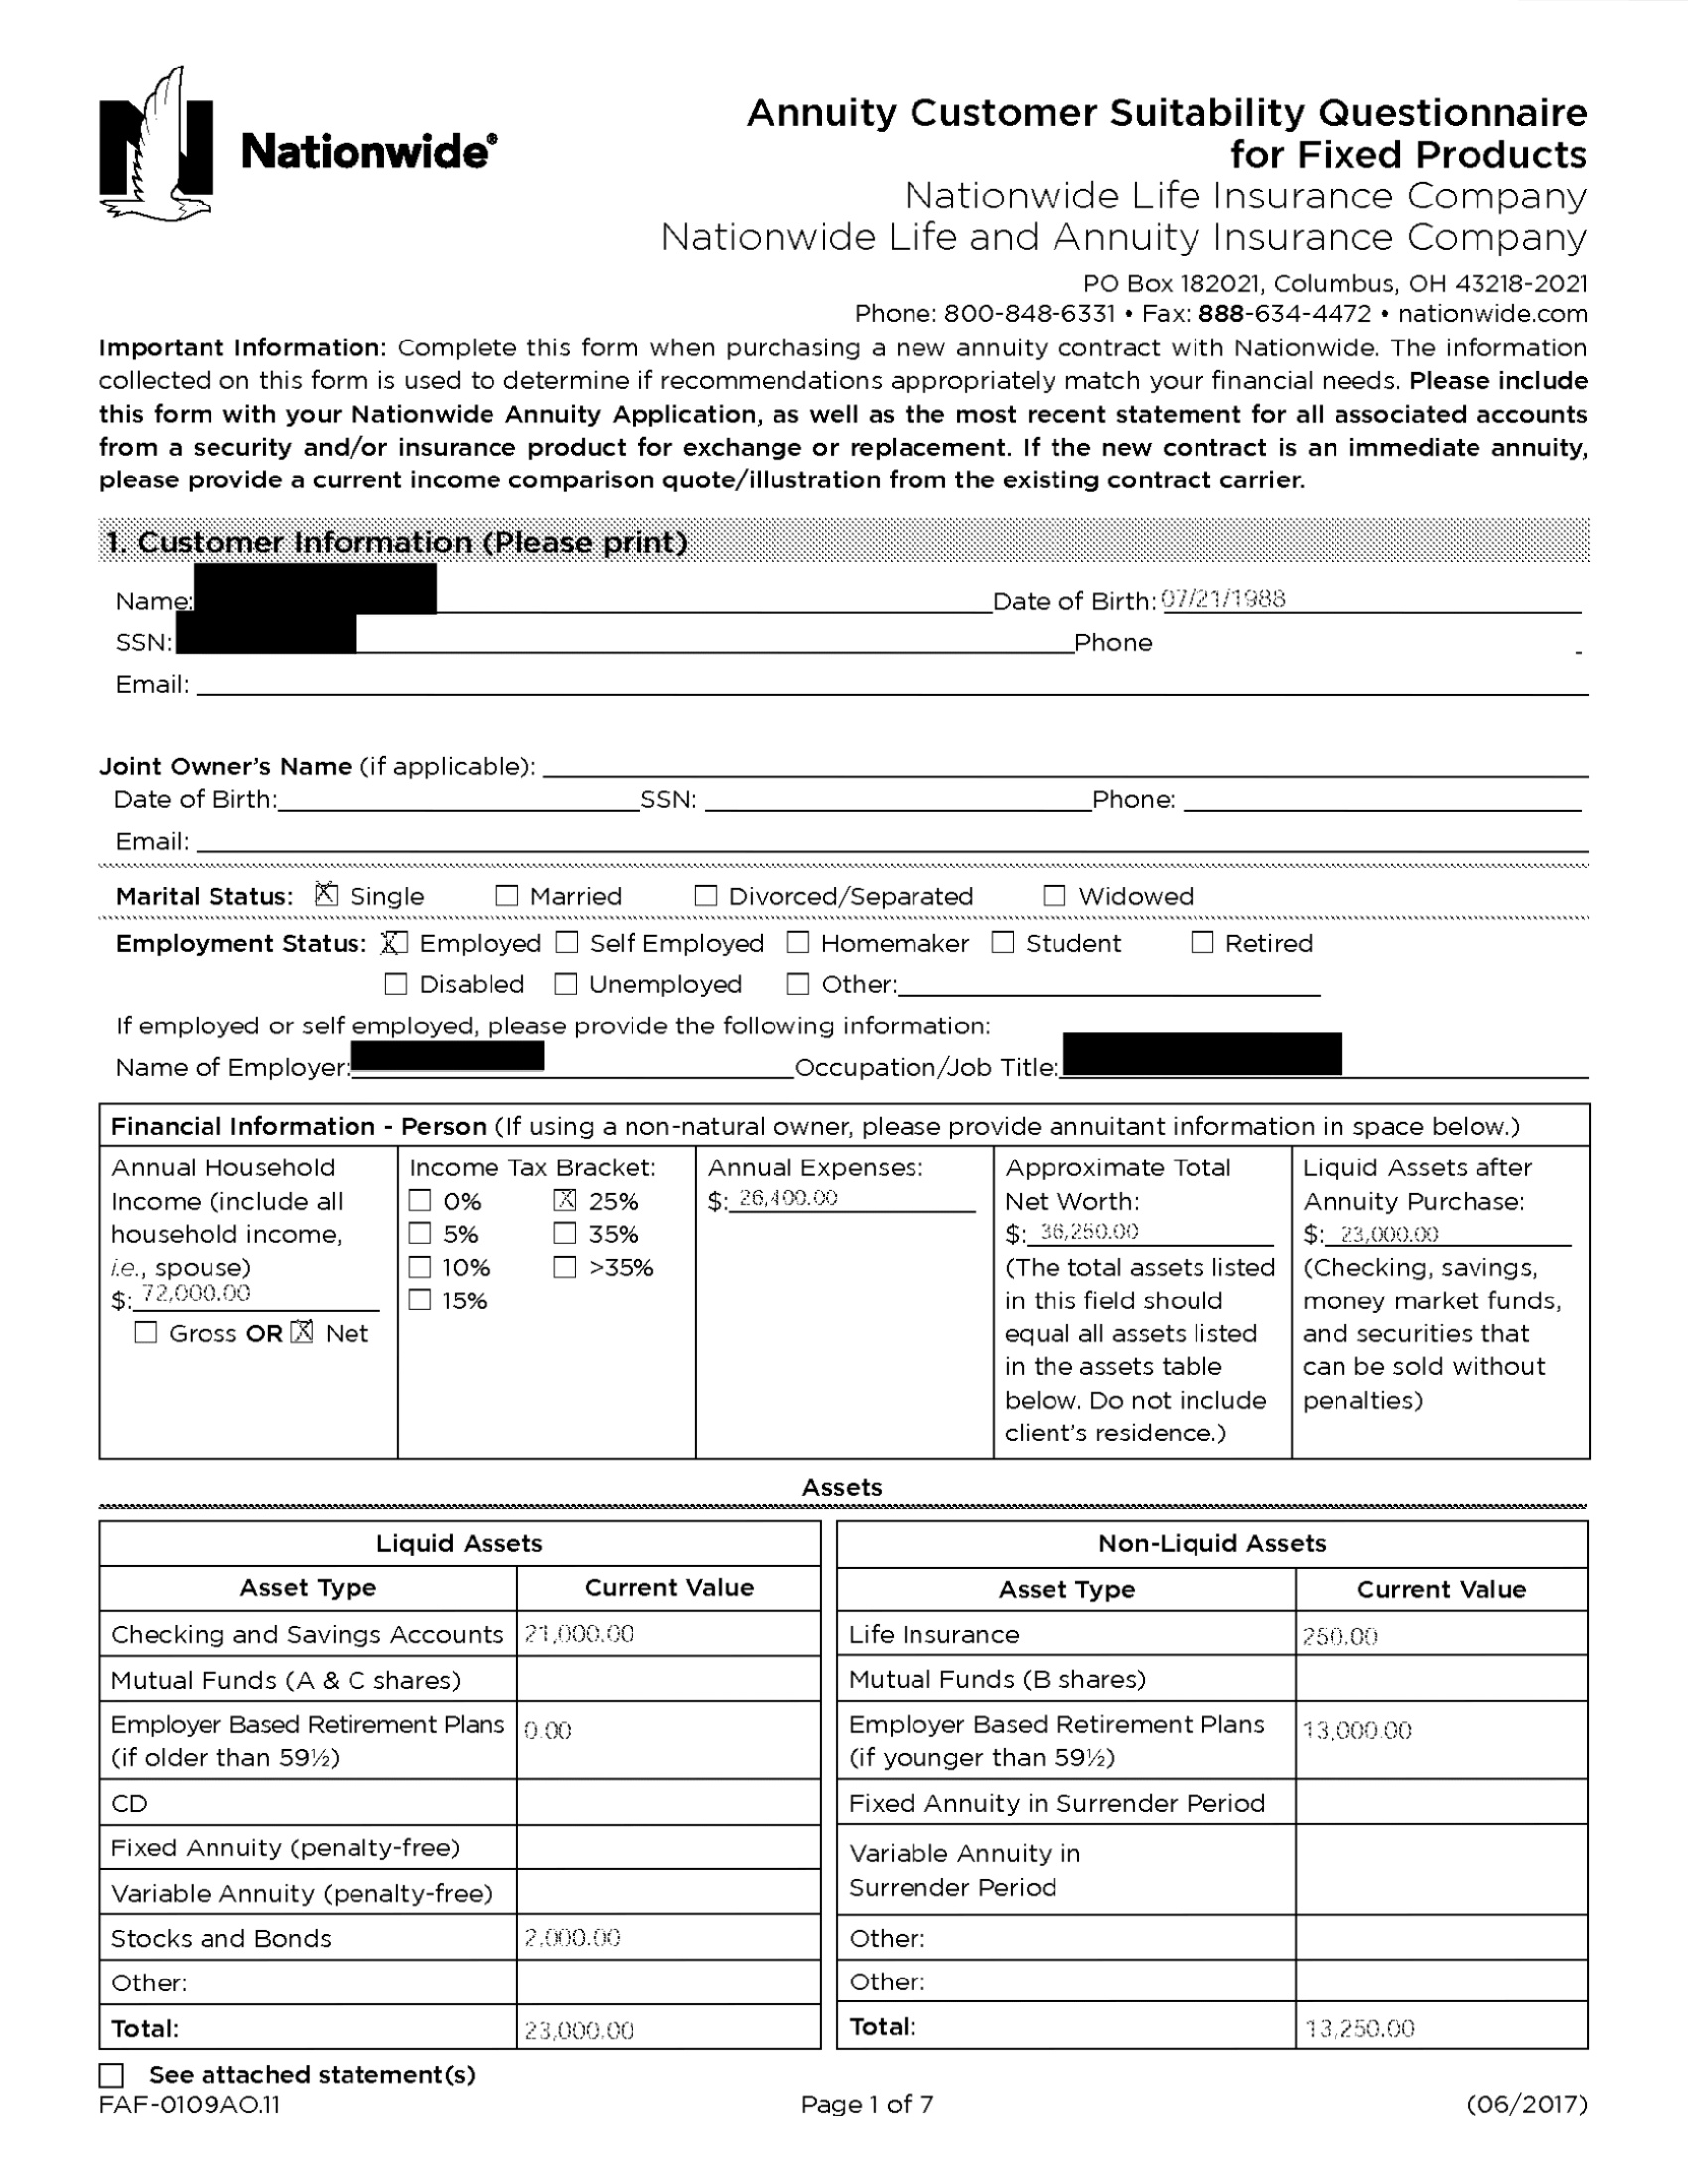 Nationwide®
Annuity Customer Suitability Questionnaire
for Fixed Products
Nationwide Life Insurance Company
Nationwide Life and Annuity Insurance Company
PO Box 182021, Columbus, OH 43218-2021
Phone: 800-848-6331 • Fax: 888-634-4472 • nationwide.com
Important Information: Complete this form when purchasing a new annuity contract with Nationwide. The information
collected on this form is used to determine if recommendations appropriately match your financial needs. Please include
this form with your Nationwide Annuity Application, as well as the most recent statement for all associated accounts
from a security and/or insurance product for exchange or replacement. If the new contract is an immediate annuity,
please provide a current income comparison quote/illustration from the existing contract carrier.
1. Customer Information (Please print)
Name: Date of Birth: 07/21/1988
SSN: Phone
Email:
Joint Owner's Name (if applicable):
Date of Birth: SSN: Phone:
Email:
Marital Status: X Single Married Divorced/Separated Widowed
Employment Status: X Employed Self Employed Homemaker Student Retired
Disabled Unemployed Other:
If employed or self employed, please provide the following information:
Name of Employer: Occupation/Job Title:
Financial Information - Person (If using a non-natural owner, please provide annuitant information in space below.)
Annual Household
Income (include all
household income,
i.e., spouse)
$: 72,000.00
Gross OR X Net
Income Tax Bracket:
0% X 25%
5% 35%
10% >35%
15%
Annual Expenses:
$: 26,400.00
Approximate Total
Net Worth:
$: 36,250.00
(The total assets listed
in this field should
equal all assets listed
in the assets table
below. Do not include
client's residence.)
Liquid Assets after
Annuity Purchase:
$: 23,000.00
(Checking, savings,
money market funds,
and securities that
can be sold without
penalties)
Assets
Liquid Assets
Asset Type Current Value
Checking and Savings Accounts 21,000.00
Mutual Funds (A & C shares)
Employer Based Retirement Plans 0.00
(if older than 59½)
CD
Fixed Annuity (penalty-free)
Variable Annuity (penalty-free)
Stocks and Bonds 2,000.00
Other:
Total: 23,000.00
Non-Liquid Assets
Asset Type Current Value
Life Insurance 250.00
Mutual Funds (B shares)
Employer Based Retirement Plans 13,000.00
(if younger than 59½)
Fixed Annuity in Surrender Period
Variable Annuity in
Surrender Period
Other:
Other:
Total: 13,250.00
See attached statement(s)
FAF-0109AO.11 Page 1 of 7 (06/2017)